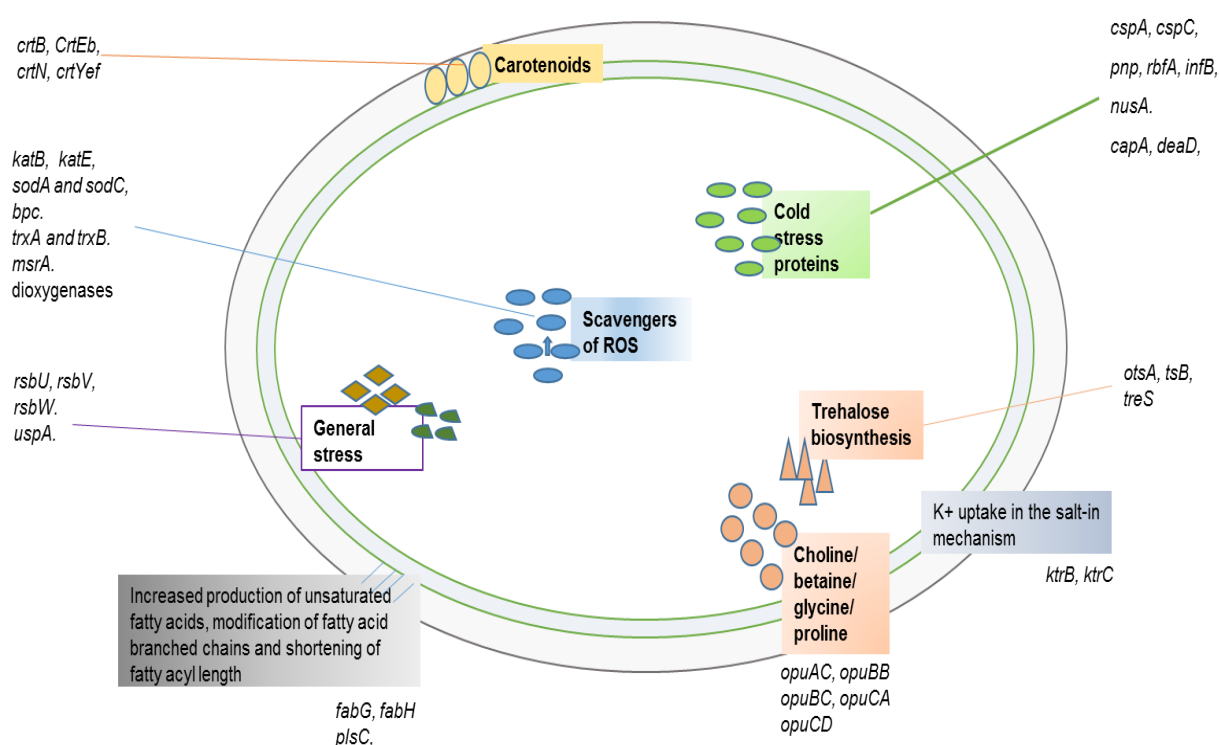 crtB, CrtEb,
crtN, crtYef
Carotenoids
cspA, cspC,
pnp, rbfA, infB,
nusA.
capA, deaD,
katB, katE,
sodA and sodC,
bpc.
trxA and trxB.
msrA.
dioxygenases
Cold
stress
proteins
Scavengers
of ROS
rsbU, rsbV,
rsbW.
uspA.
General
stress
otsA, tsB,
treS
Trehalose
biosynthesis
K+ uptake in the salt-in
mechanism
ktrB, ktrC
Choline/
betaine/
glycine/
proline
opuAC, opuBB
opuBC, opuCA
opuCD
Increased production of unsaturated
fatty acids, modification of fatty acid
branched chains and shortening of
fatty acyl length
fabG, fabH
plsC,